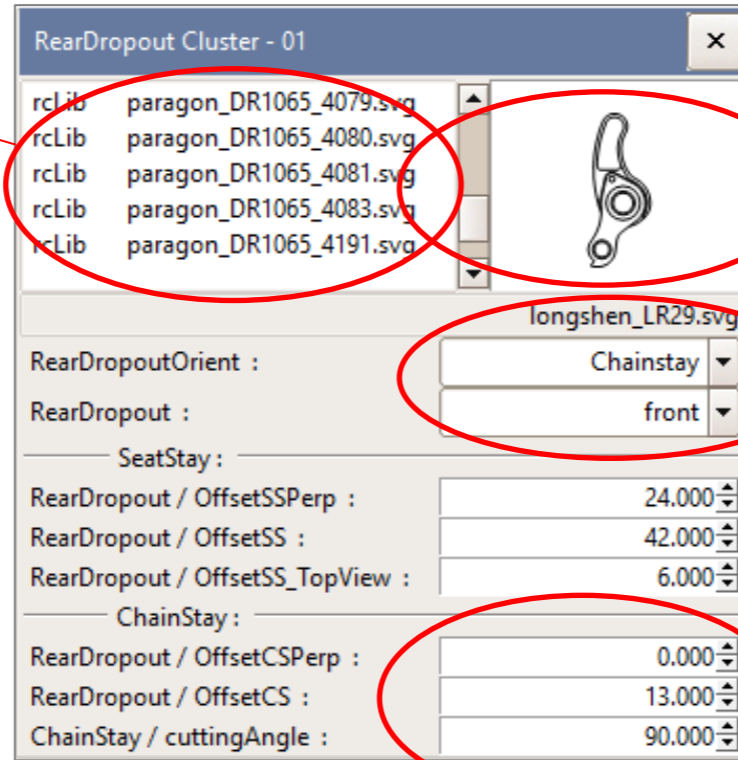 RearDropout Cluster - 01 ×
rcLib paragon_DR1065_4079.svg
rcLib paragon_DR1065_4080.svg
rcLib paragon_DR1065_4081.svg
rcLib paragon_DR1065_4083.svg
rcLib paragon_DR1065_4191.svg
longshen_LR29.svg
RearDropoutOrient : Chainstay
RearDropout : front
SeatStay :
RearDropout / OffsetSSPerp : 24.000
RearDropout / OffsetSS : 42.000
RearDropout / OffsetSS_TopView : 6.000
ChainStay :
RearDropout / OffsetCSPerp : 0.000
RearDropout / OffsetCS : 13.000
ChainStay / cuttingAngle : 90.000